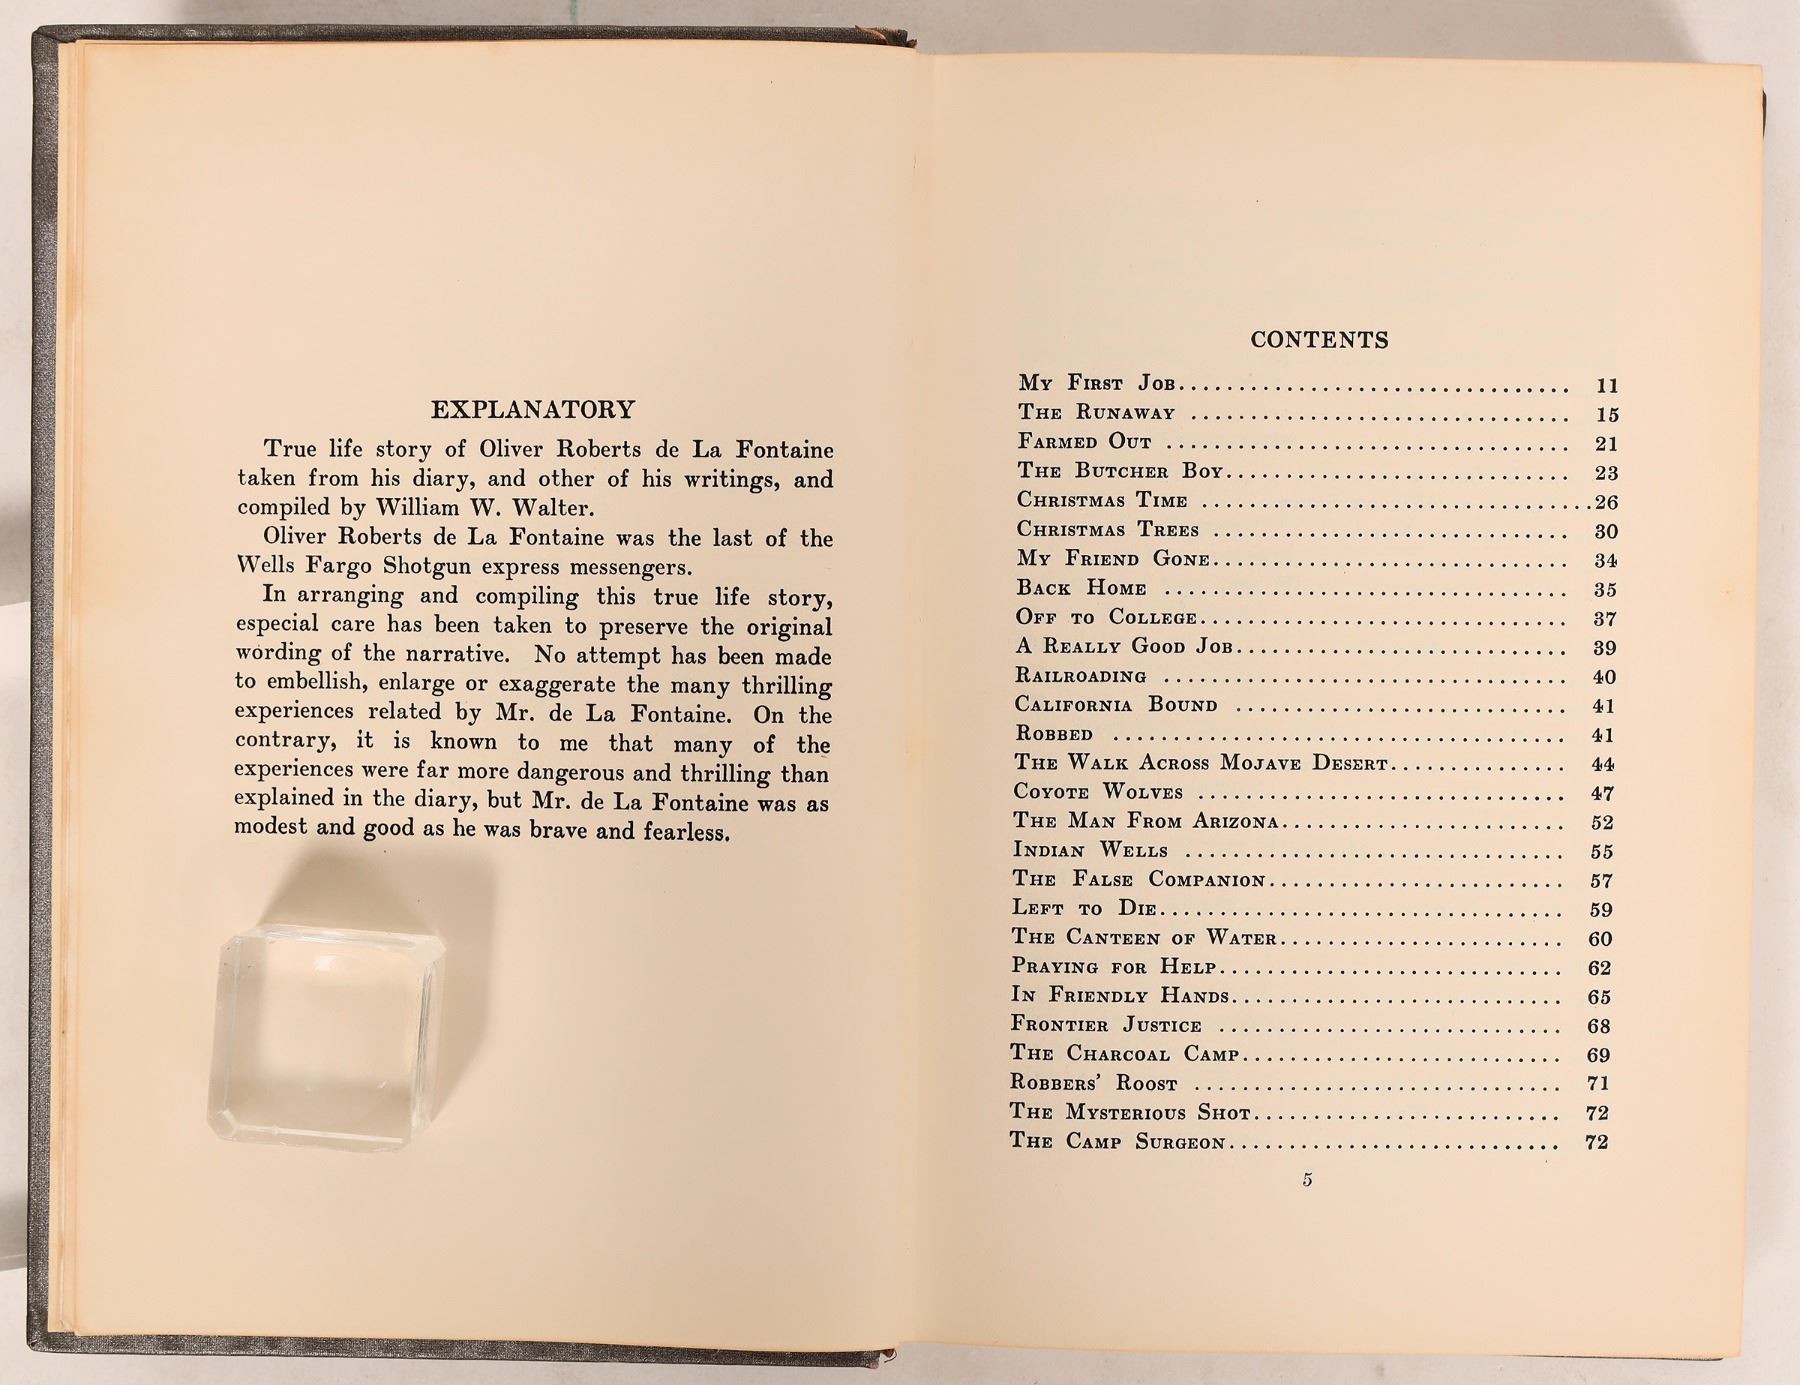 EXPLANATORY
True life story of Oliver Roberts de La Fontaine
taken from his diary, and other of his writings, and
compiled by William W. Walter.
Oliver Roberts de La Fontaine was the last of the
Wells Fargo Shotgun express messengers.
In arranging and compiling this true life story,
especial care has been taken to preserve the original
wording of the narrative. No attempt has been made
to embellish, enlarge or exaggerate the many thrilling
experiences related by Mr. de La Fontaine. On the
contrary, it is known to me that many of the
experiences were far more dangerous and thrilling than
explained in the diary, but Mr. de La Fontaine was as
modest and good as he was brave and fearless.
CONTENTS
My First Job................................. 11
The Runaway ................................ 15
Farmed Out .................................. 21
The Butcher Boy............................. 23
Christmas Time .................................26
Christmas Trees .............................. 30
My Friend Gone.............................. 34
Back Home .................................. 35
Off to College............................... 37
A Really Good Job............................ 39
Railroading .................................. 40
California Bound ............................ 41
Robbed ....................................... 41
The Walk Across Mojave Desert............... 44
Coyote Wolves ............................... 47
The Man From Arizona........................ 52
Indian Wells ................................ 55
The False Companion......................... 57
Left to Die.................................. 59
The Canteen of Water........................ 60
Praying for Help............................. 62
In Friendly Hands............................ 65
Frontier Justice ............................. 68
The Charcoal Camp........................... 69
Robbers' Roost ............................... 71
The Mysterious Shot.......................... 72
The Camp Surgeon............................ 72
5